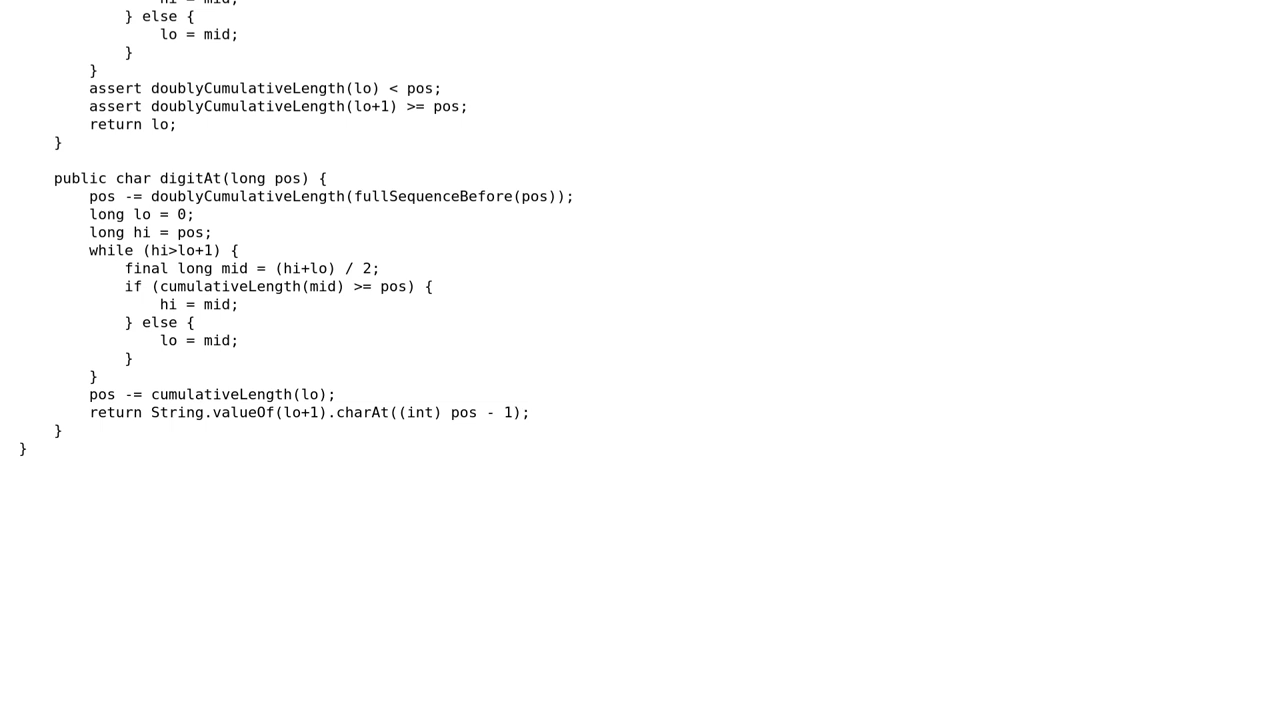 hi = mid;
} else {
lo = mid;
}
}
assert doublyCumulativeLength(lo) < pos;
assert doublyCumulativeLength(lo+1) >= pos;
return lo;
}
public char digitAt(long pos) {
pos -= doublyCumulativeLength(fullSequenceBefore(pos));
long lo = 0;
long hi = pos;
while (hi>lo+1) {
final long mid = (hi+lo) / 2;
if (cumulativeLength(mid) >= pos) {
hi = mid;
} else {
lo = mid;
}
}
pos -= cumulativeLength(lo);
return String.valueOf(lo+1).charAt((int) pos - 1);
}
}